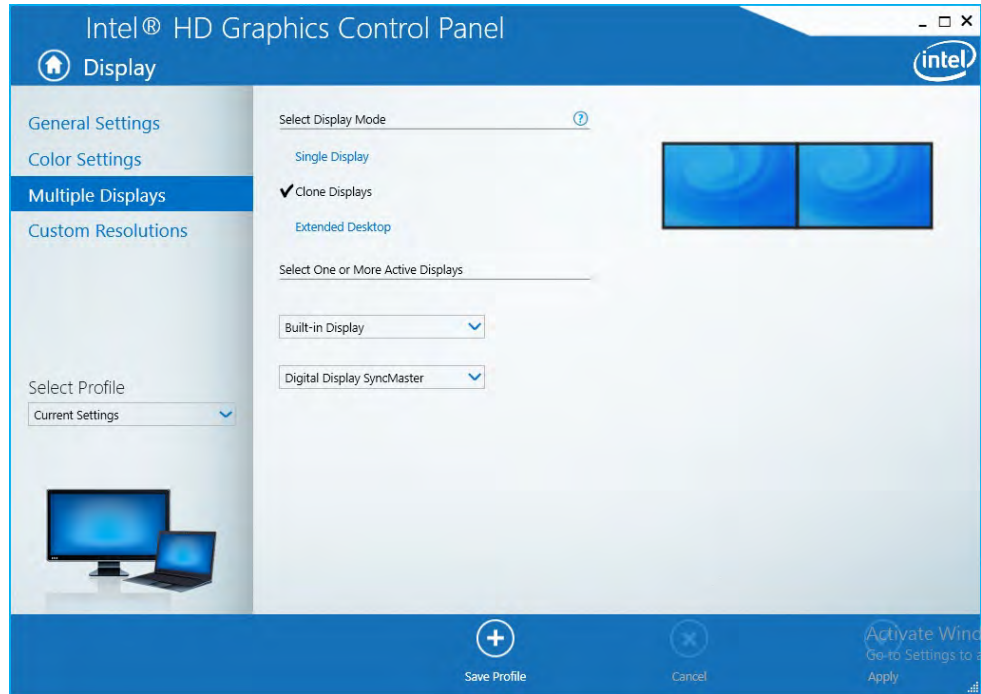 Intel® HD Graphics Control Panel
Display
intel
General Settings
Color Settings
Multiple Displays
Custom Resolutions
Select Profile
Current Settings
Select Display Mode
?
Single Display
Clone Displays
Extended Desktop
Select One or More Active Displays
Built-in Display
Digital Display SyncMaster
Save Profile
Cancel
Apply
Activate Wind
Go to Settings to a